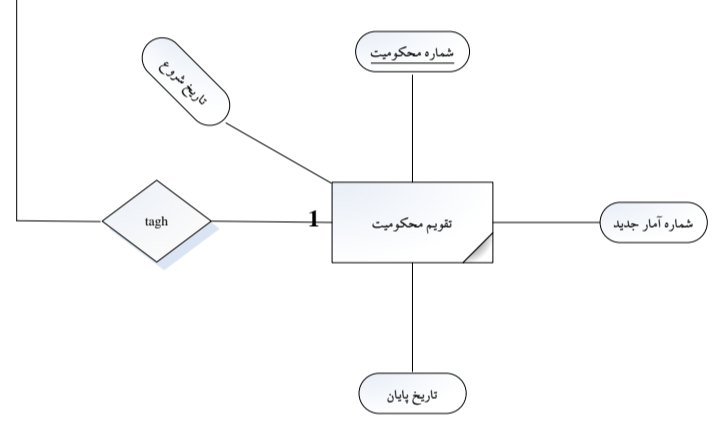 شماره محکومیت
تاریخ شروع
tagh
1
تقویم محکومیت
شماره آمار جدید
تاریخ پایان